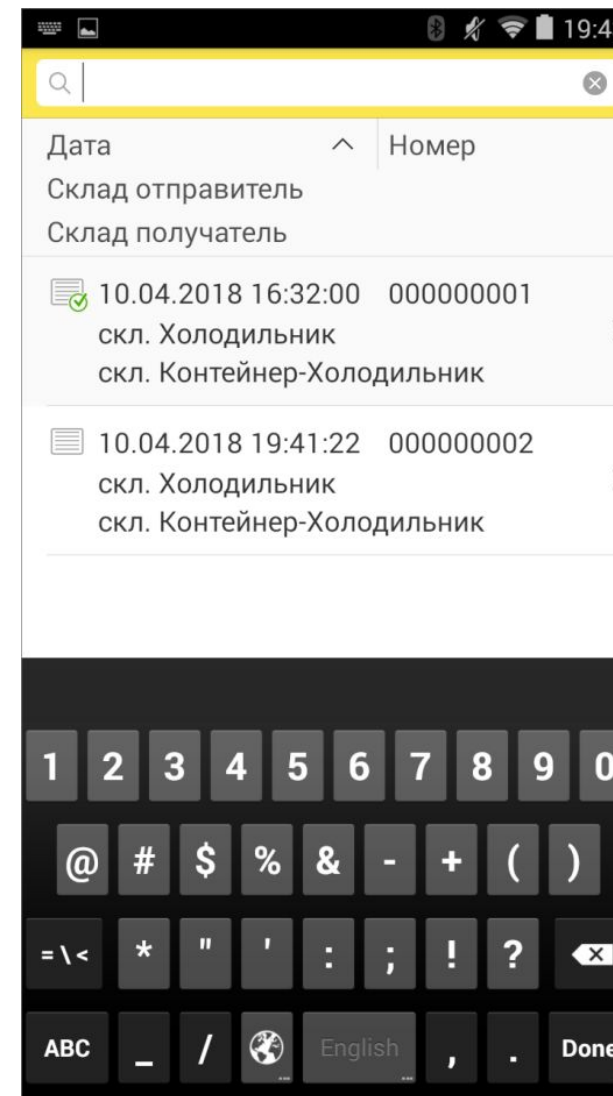 19:4
Дата Номер
Склад отправитель
Склад получатель
10.04.2018 16:32:00 000000001
скл. Холодильник
скл. Контейнер-Холодильник
10.04.2018 19:41:22 000000002
скл. Холодильник
скл. Контейнер-Холодильник
1 2 3 4 5 6 7 8 9 0
@ # $ % & - + ( )
= \ < * " ' : ; ! ?
ABC _ / English , . Done